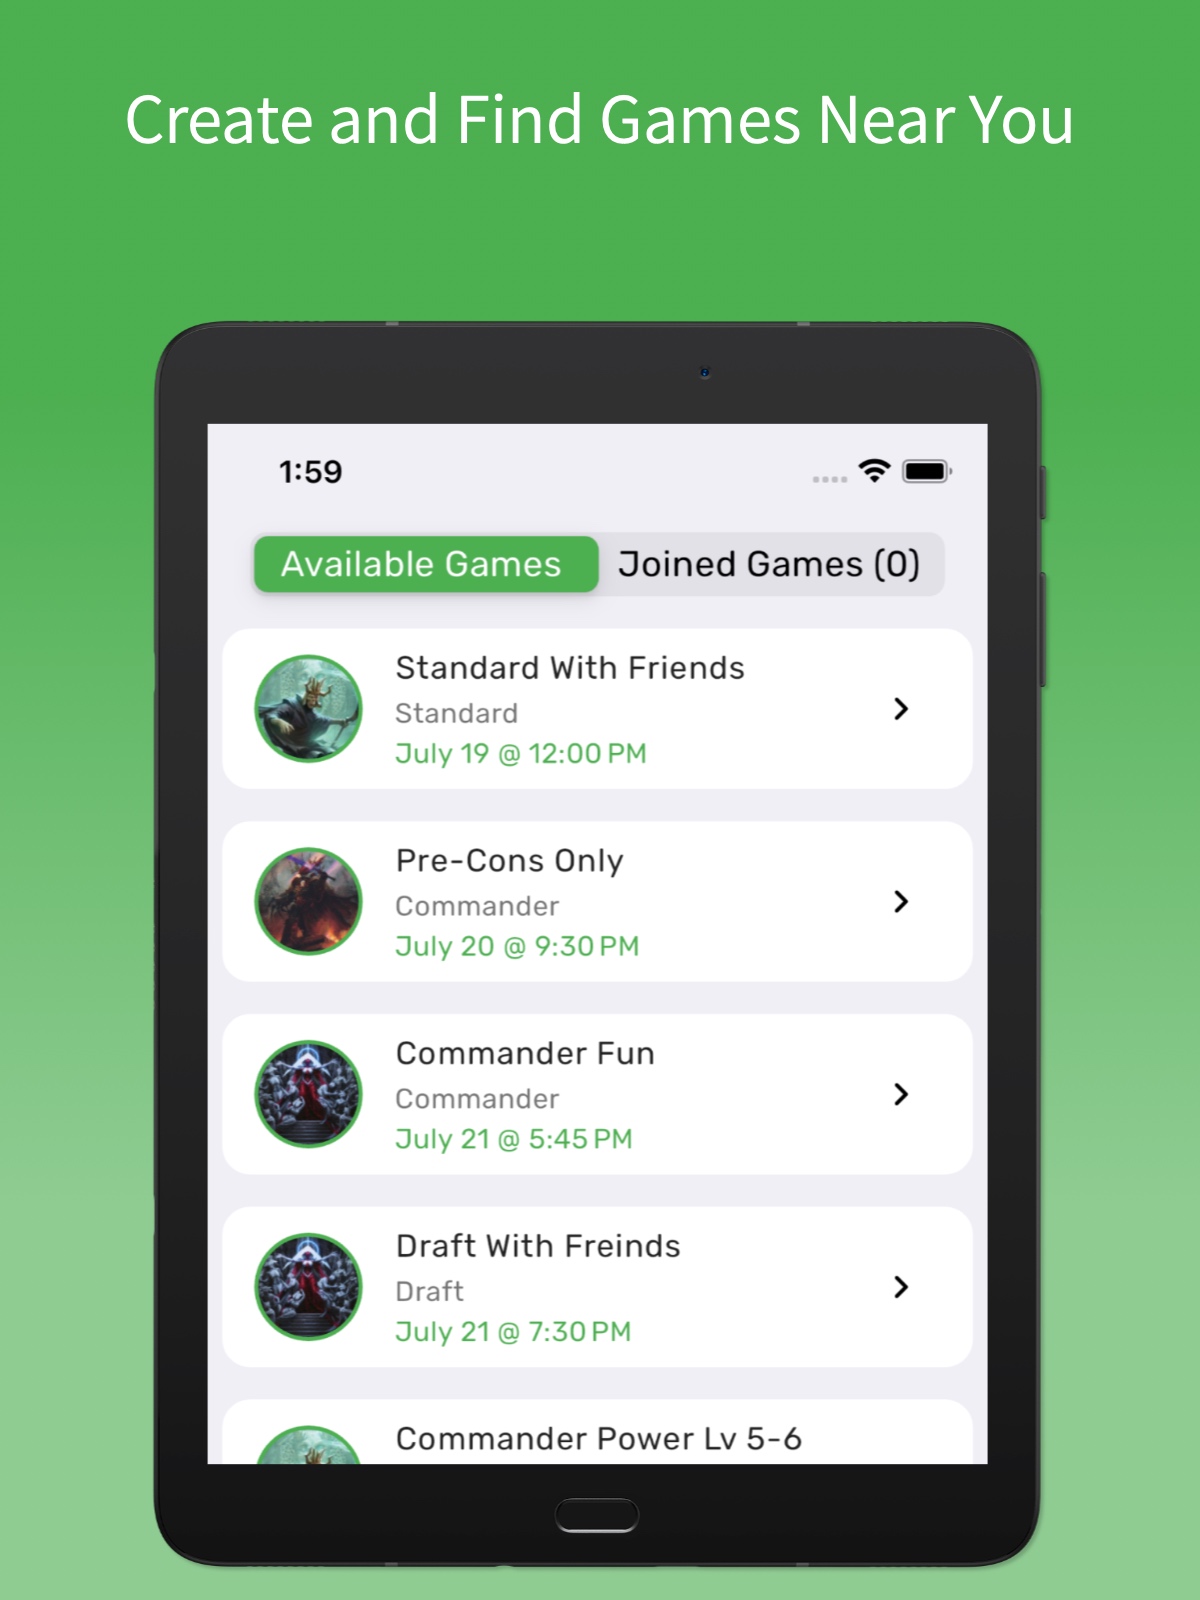 Create and Find Games Near You
1:59
Available Games
Joined Games (0)
Standard With Friends
Standard
July 19 @ 12:00 PM
Pre-Cons Only
Commander
July 20 @ 9:30 PM
Commander Fun
Commander
July 21 @ 5:45 PM
Draft With Freinds
Draft
July 21 @ 7:30 PM
Commander Power Lv 5-6